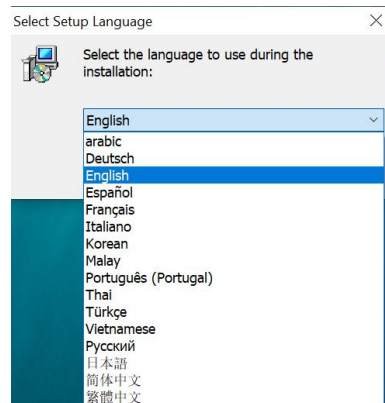 Select Setup Language
Select the language to use during the
installation:
English
arabic
Deutsch
English
Español
Français
Italiano
Korean
Malay
Português (Portugal)
Thai
Türkçe
Vietnamese
Русский
日本語
简体中文
繁體中文